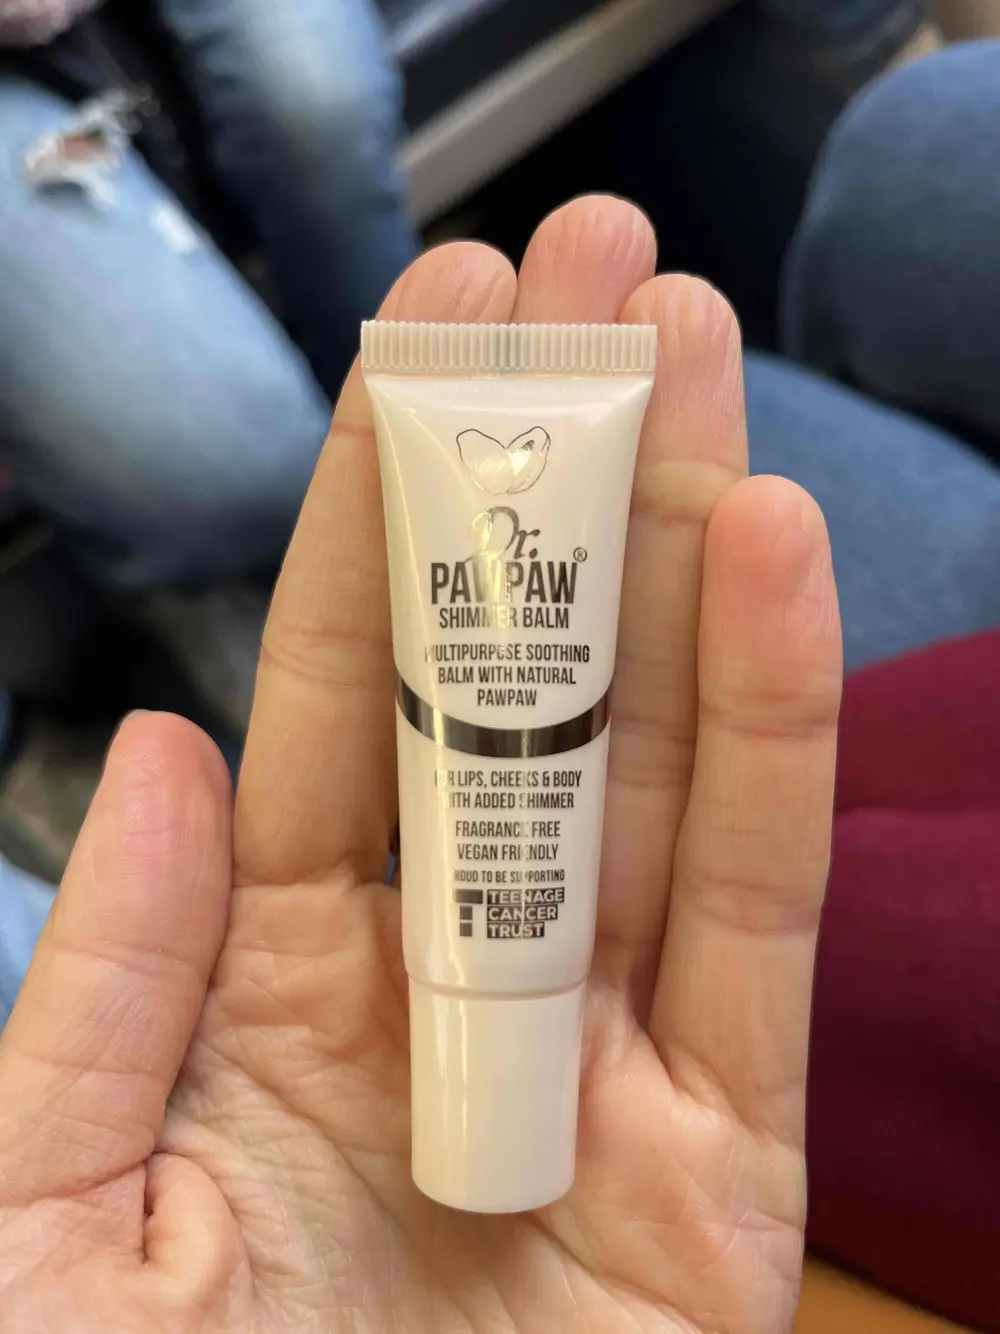 Dr.
PAWPAW®
SHIMMER BALM
MULTIPURPOSE SOOTHING
BALM WITH NATURAL
PAWPAW
FOR LIPS, CHEEKS & BODY
WITH ADDED SHIMMER
FRAGRANCE FREE
VEGAN FRIENDLY
PROUD TO BE SUPPORTING
TEENAGE
CANCER
TRUST